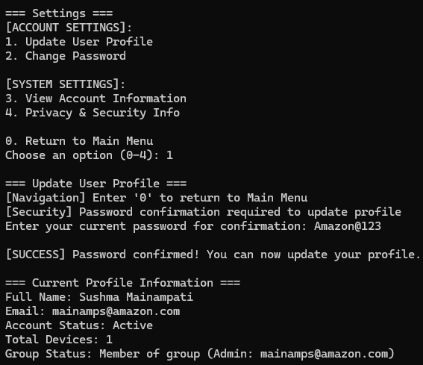 === Settings ===
[ACCOUNT SETTINGS]:
1. Update User Profile
2. Change Password
[SYSTEM SETTINGS]:
3. View Account Information
4. Privacy & Security Info
0. Return to Main Menu
Choose an option (0-4): 1
=== Update User Profile ===
[Navigation] Enter '0' to return to Main Menu
[Security] Password confirmation required to update profile
Enter your current password for confirmation: Amazon@123
[SUCCESS] Password confirmed! You can now update your profile.
=== Current Profile Information ===
Full Name: Sushma Mainampati
Email: mainamps@amazon.com
Account Status: Active
Total Devices: 1
Group Status: Member of group (Admin: mainamps@amazon.com)